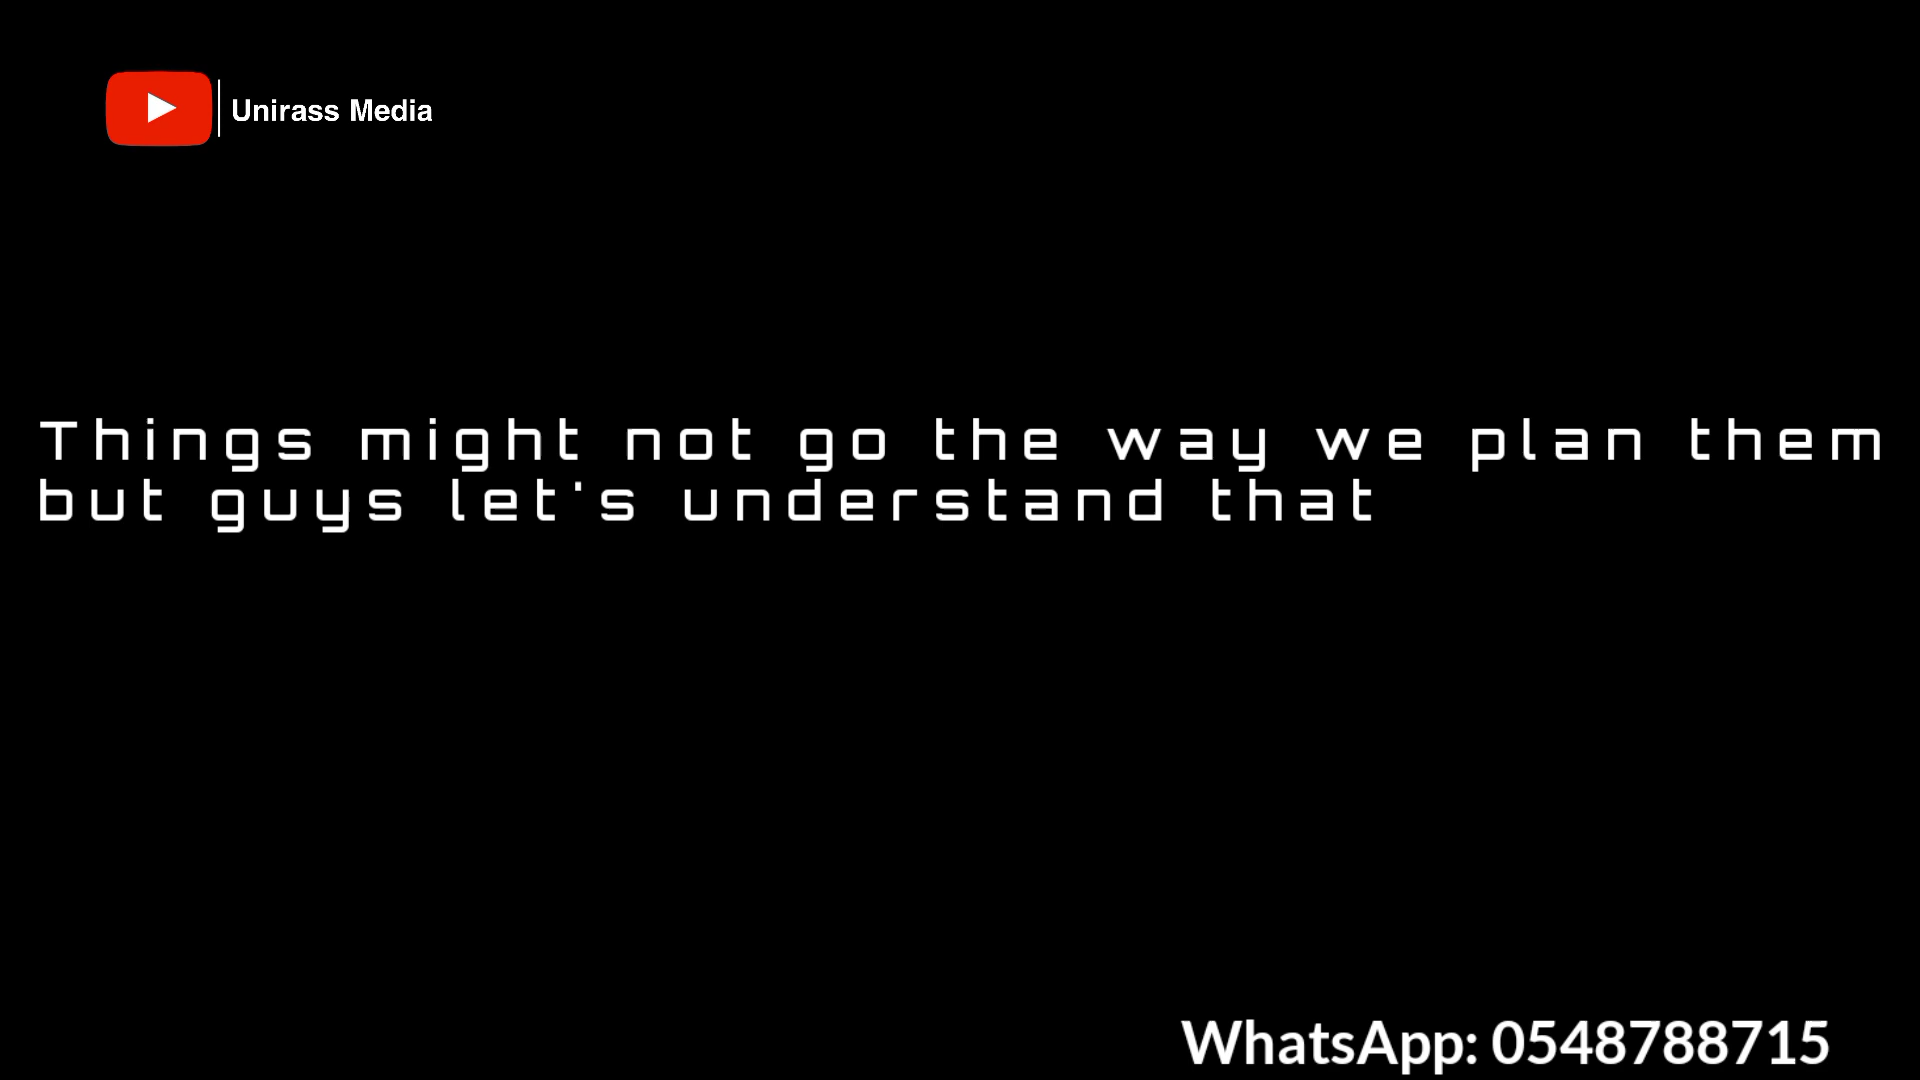 Unirass Media
Things might not go the way we plan them
but guys let's understand that
WhatsApp: 0548788715